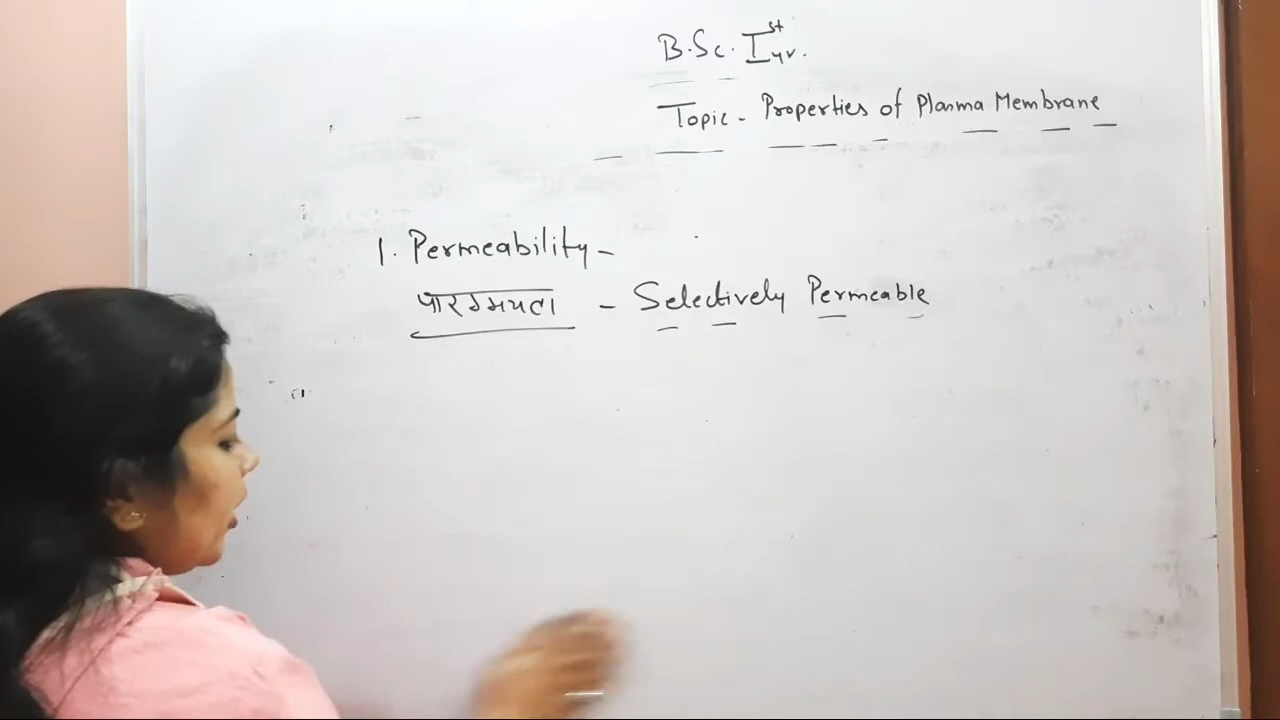 B.Sc. Ist yr.
Topic - Properties of Plasma Membrane
1. Permeability -
पारगम्यता - Selectively Permeable